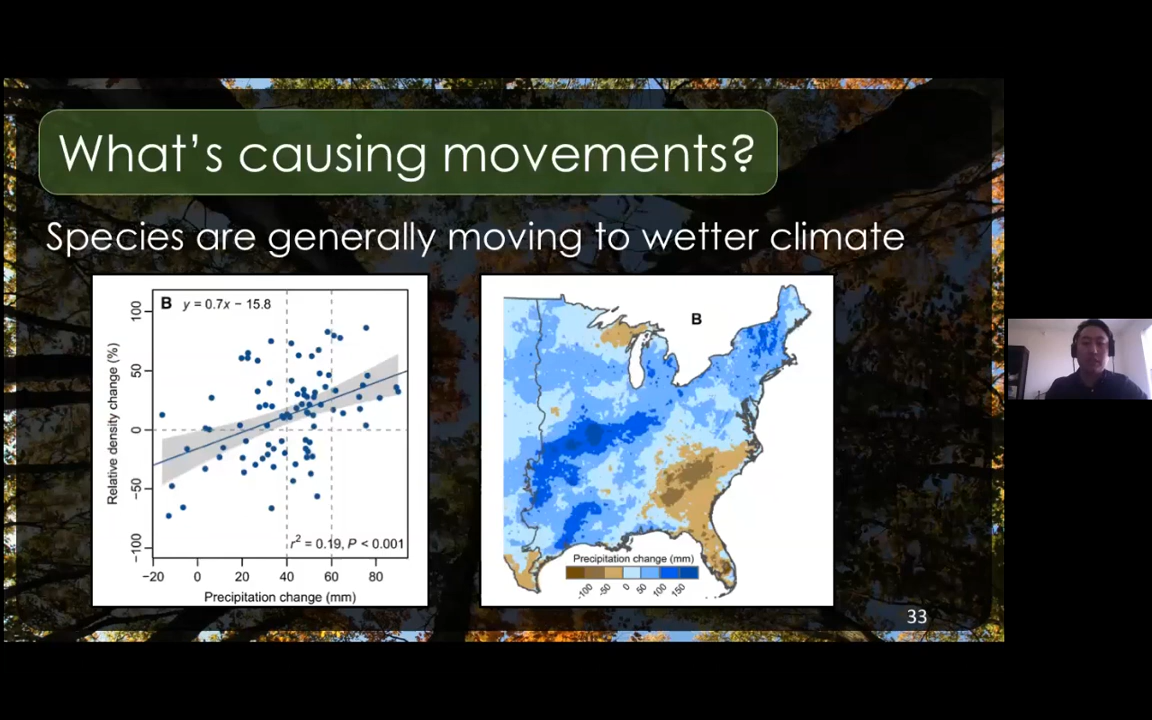 What's causing movements?
Species are generally moving to wetter climate
B y = 0.7x − 15.8
100
50
0
−50
−100
Relative density change (%)
r² = 0.19, P < 0.001
−20 0 20 40 60 80
Precipitation change (mm)
B
Precipitation change (mm)
-100 -50 0 50 100 150
33